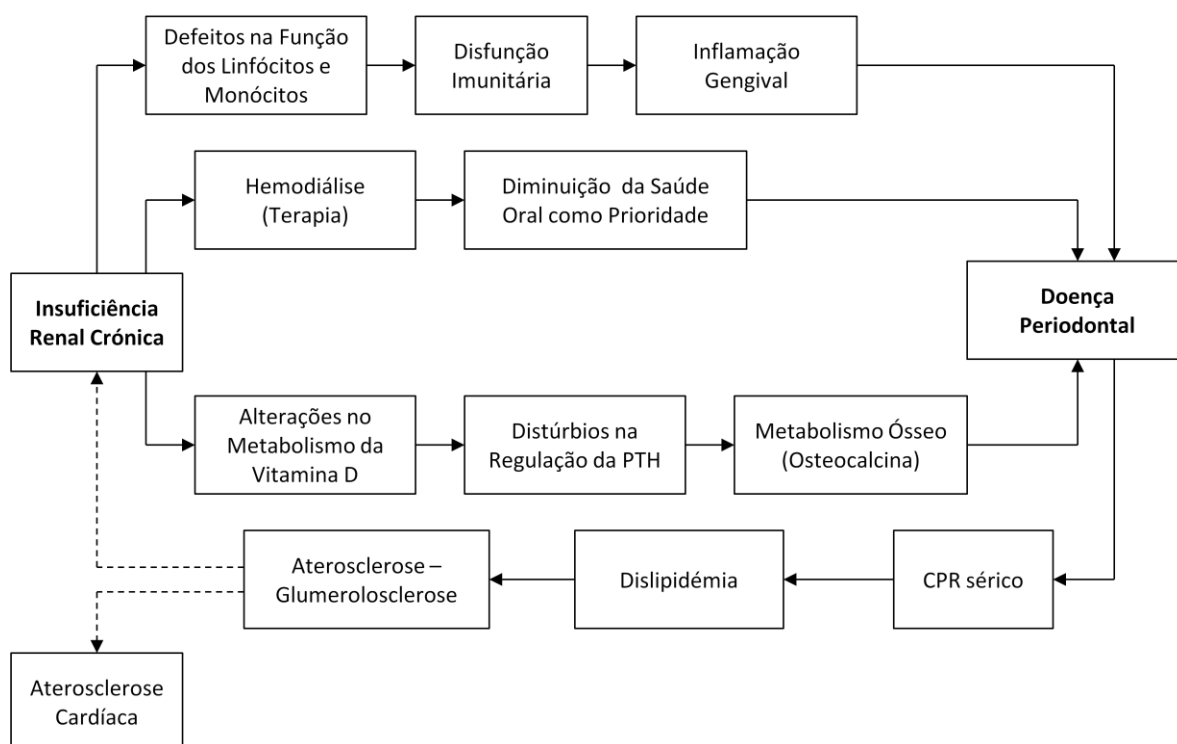 Defeitos na Função
dos Linfócitos e
Monócitos
Disfunção
Imunitária
Inflamação
Gengival
Hemodiálise
(Terapia)
Diminuição da Saúde
Oral como Prioridade
Insuficiência
Renal Crónica
Doença
Periodontal
Alterações no
Metabolismo da
Vitamina D
Distúrbios na
Regulação da PTH
Metabolismo Ósseo
(Osteocalcina)
Aterosclerose –
Glumerolosclerose
Dislipidémia
CPR sérico
Aterosclerose
Cardíaca